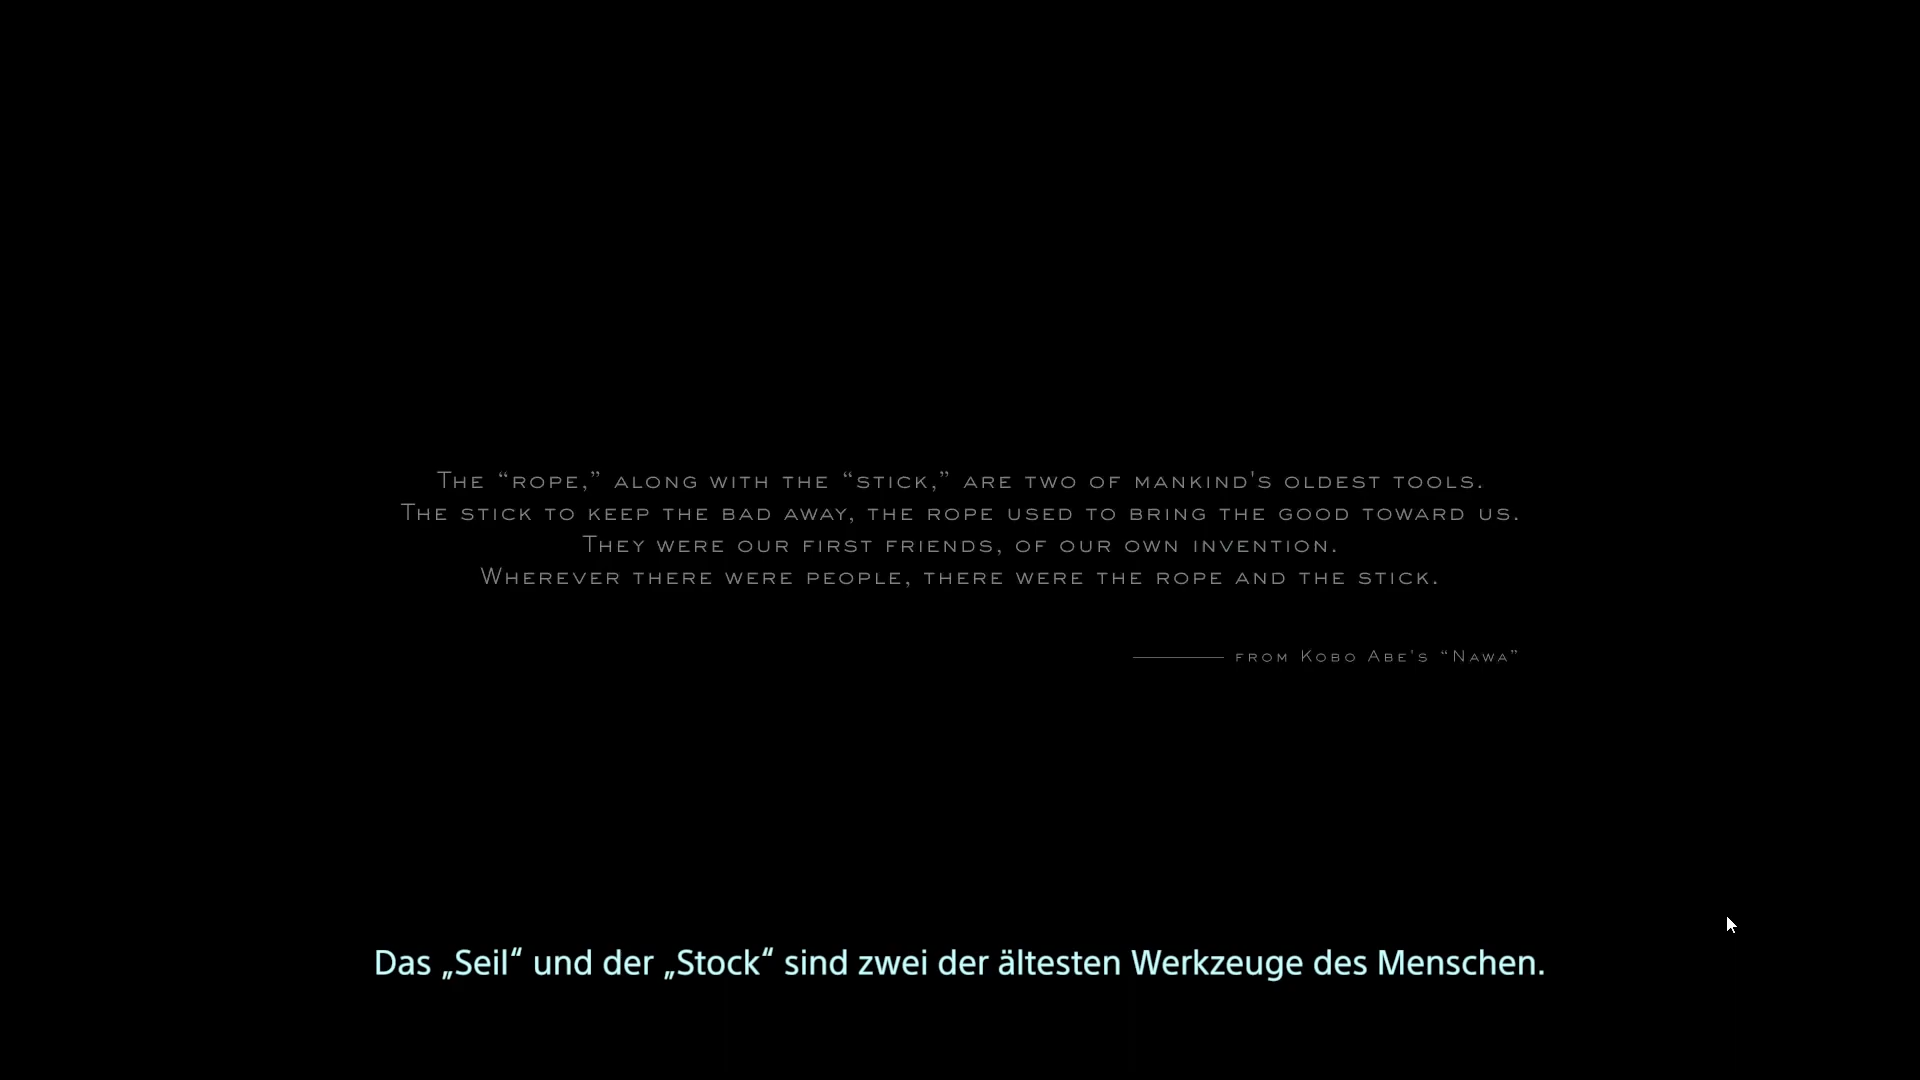 The “rope,” along with the “stick,” are two of mankind's oldest tools.
The stick to keep the bad away, the rope used to bring the good toward us.
They were our first friends, of our own invention.
Wherever there were people, there were the rope and the stick.
from Kobo Abe's “Nawa”
Das „Seil“ und der „Stock“ sind zwei der ältesten Werkzeuge des Menschen.